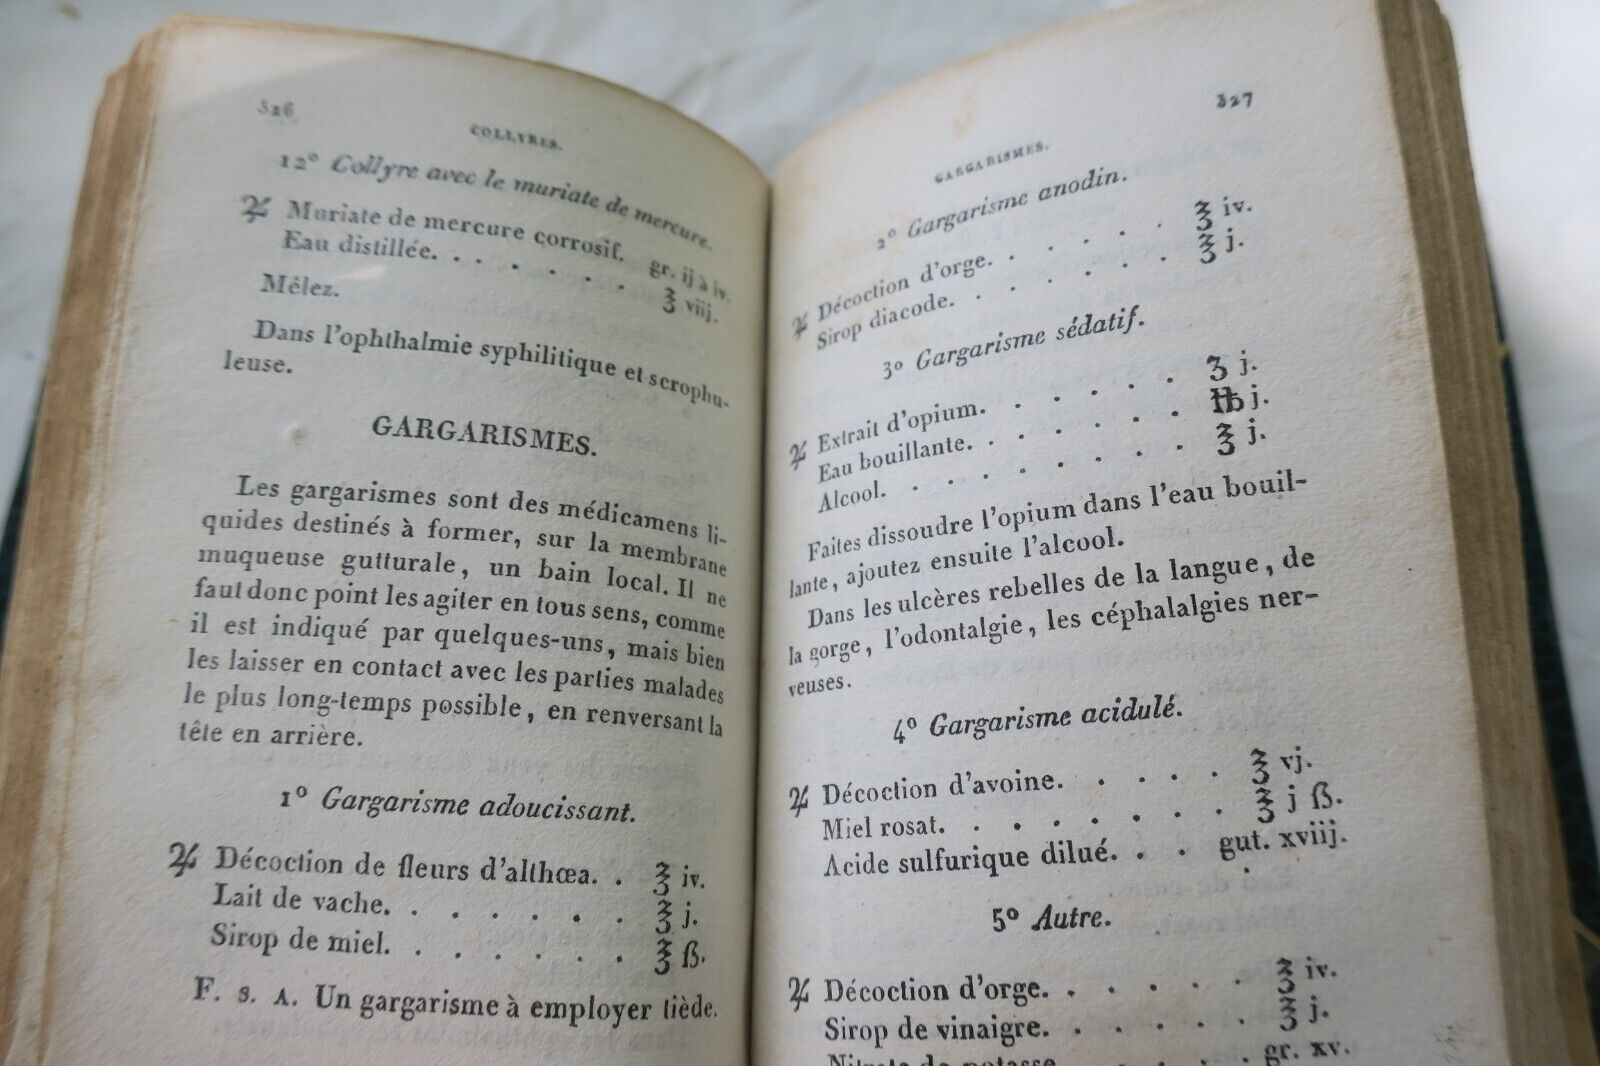 326
COLLYRES.
12° Collyre avec le muriate de mercure.
♃ Muriate de mercure corrosif. gr. ij à iv.
Eau distillée. . . . . . . ℥ viij.
Mêlez.
Dans l'ophthalmie syphilitique et scrophu-
leuse.
GARGARISMES.
Les gargarismes sont des médicamens li-
quides destinés à former, sur la membrane
muqueuse gutturale, un bain local. Il ne
faut donc point les agiter en tous sens, comme
il est indiqué par quelques-uns, mais bien
les laisser en contact avec les parties malades
le plus long-temps possible, en renversant la
tête en arrière.
1° Gargarisme adoucissant.
♃ Décoction de fleurs d'althœa. . ℥ iv.
Lait de vache. . . . . . . ℥ j.
Sirop de miel. . . . . . . ℥ ß.
F. S. A. Un gargarisme à employer tiède.
327
GARGARISMES.
2° Gargarisme anodin.
♃ Décoction d'orge. . . . . . ℥ iv.
Sirop diacode. . . . . . . ℥ j.
3° Gargarisme sédatif.
♃ Extrait d'opium. . . . . . ʒ j.
Eau bouillante. . . . . . . ℔ j.
Alcool. . . . . . . . ℥ j.
Faites dissoudre l'opium dans l'eau bouil-
lante, ajoutez ensuite l'alcool.
Dans les ulcères rebelles de la langue, de
la gorge, l'odontalgie, les céphalalgies ner-
veuses.
4° Gargarisme acidulé.
♃ Décoction d'avoine. . . . . ℥ vj.
Miel rosat. . . . . . . . ℥ j ß.
Acide sulfurique dilué. . . gut. xviij.
5° Autre.
♃ Décoction d'orge. . . . . . ℥ iv.
Sirop de vinaigre. . . . . . ℥ j.
Nitrate de potasse gr. xv.